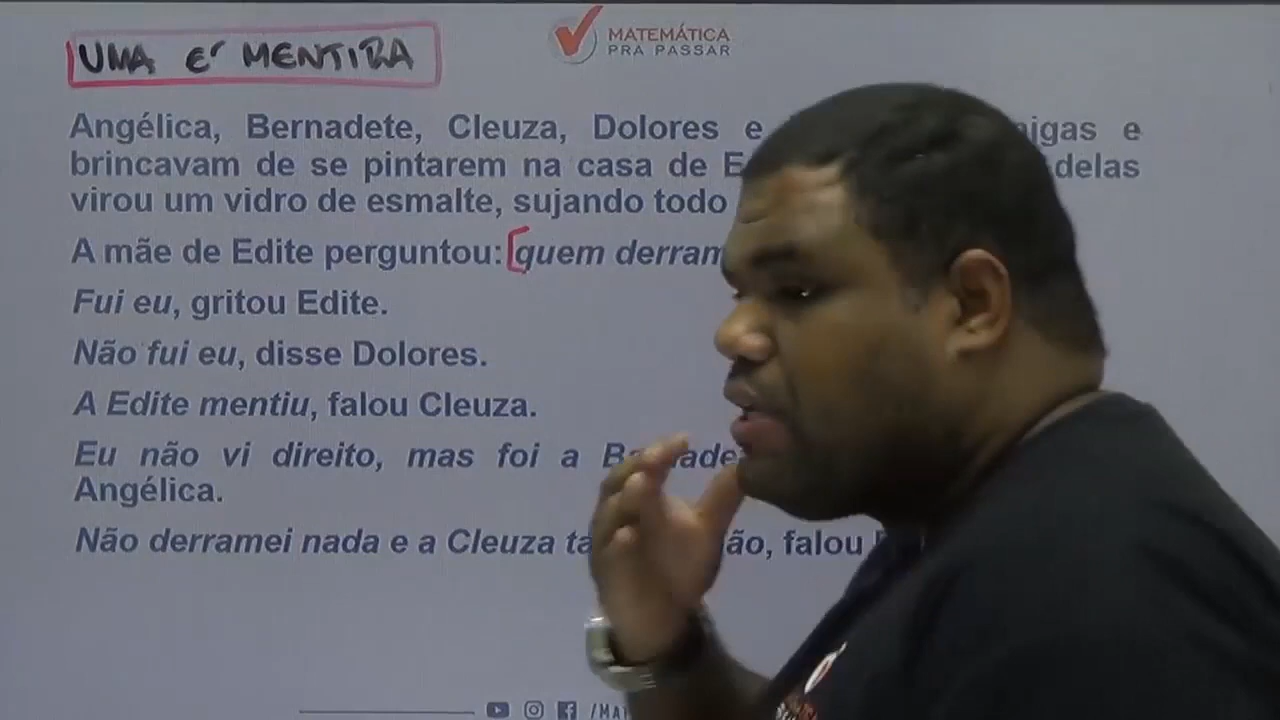 UMA É MENTIRA
MATEMÁTICA
PRA PASSAR
Angélica, Bernadete, Cleuza, Dolores e
brincavam de se pintarem na casa de
virou um vidro de esmalte, sujando todo
A mãe de Edite perguntou: quem
Fui eu, gritou Edite.
Não fui eu, disse Dolores.
A Edite mentiu, falou Cleuza.
Eu não vi direito, mas foi a
Angélica.
Não derramei nada e a Cleuza falou